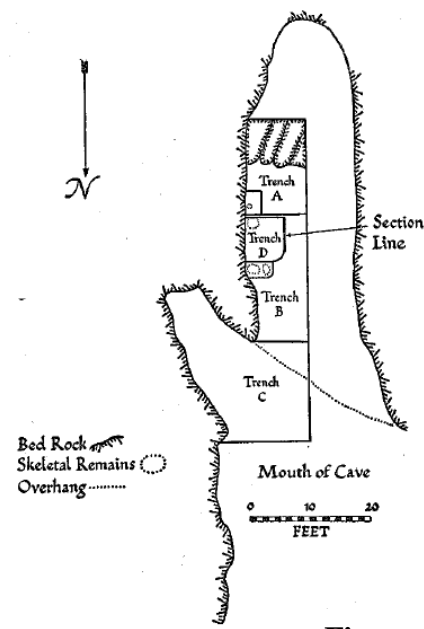 N
Trench
A
Section
Line
Trench
D
Trench
B
Trench
C
Bed Rock
Skeletal Remains
Overhang
Mouth of Cave
0 10 20
FEET